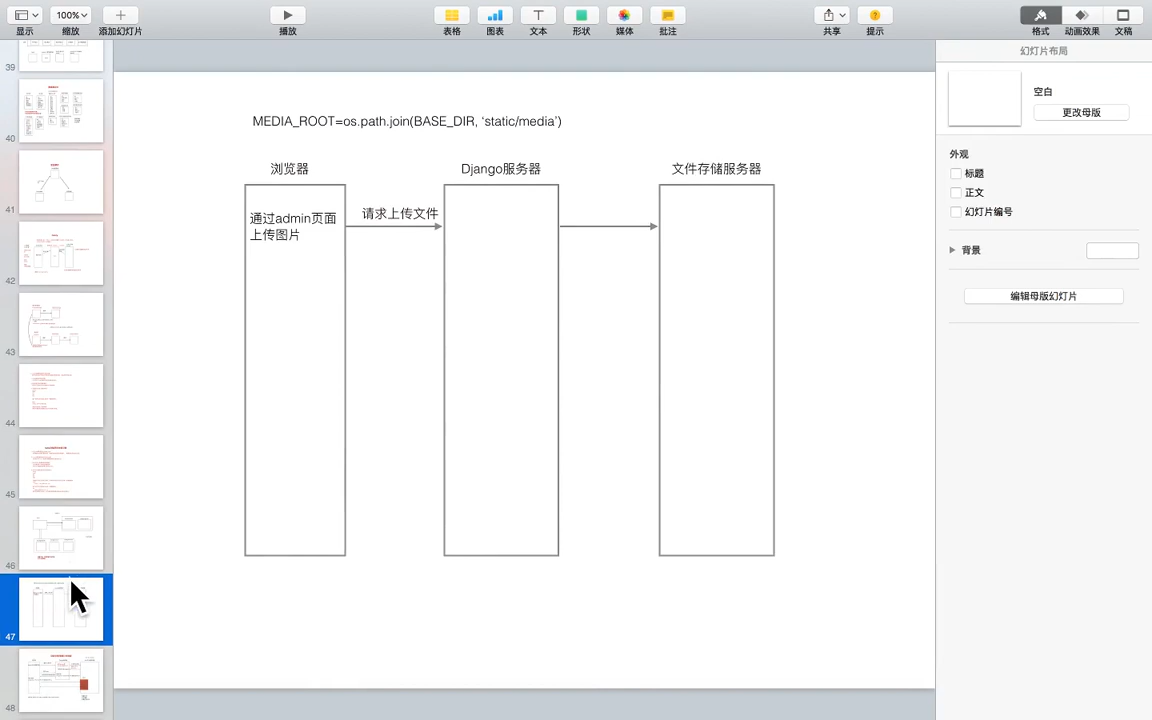 100%
显示
缩放
添加幻灯片
播放
表格
图表
文本
形状
媒体
批注
共享
提示
格式
动画效果
文稿
幻灯片布局
空白
更改母版
外观
标题
正文
幻灯片编号
背景
编辑母版幻灯片
39
40
41
42
43
44
45
46
47
48
MEDIA_ROOT=os.path.join(BASE_DIR, ‘static/media’)
浏览器
Django服务器
文件存储服务器
通过admin页面
上传图片
请求上传文件